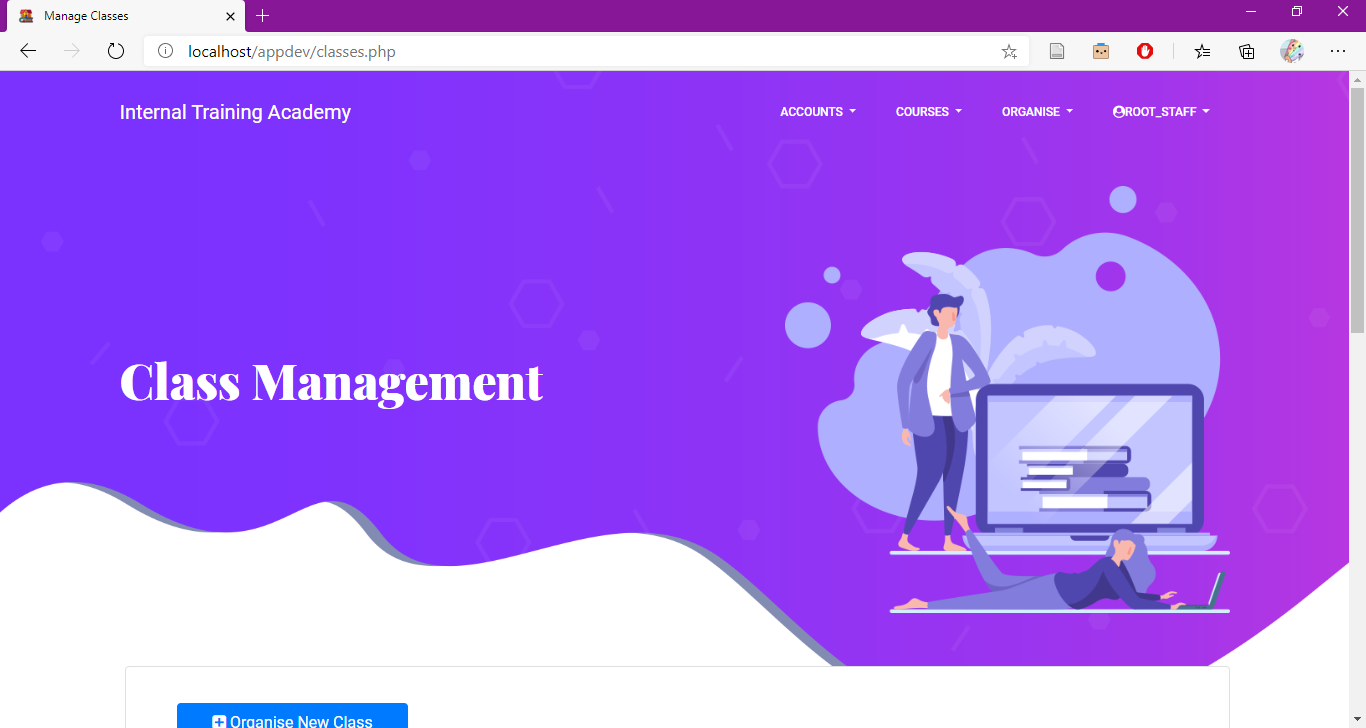 Manage Classes
localhost/appdev/classes.php
Internal Training Academy
ACCOUNTS
COURSES
ORGANISE
ROOT_STAFF
Class Management
Organise New Class